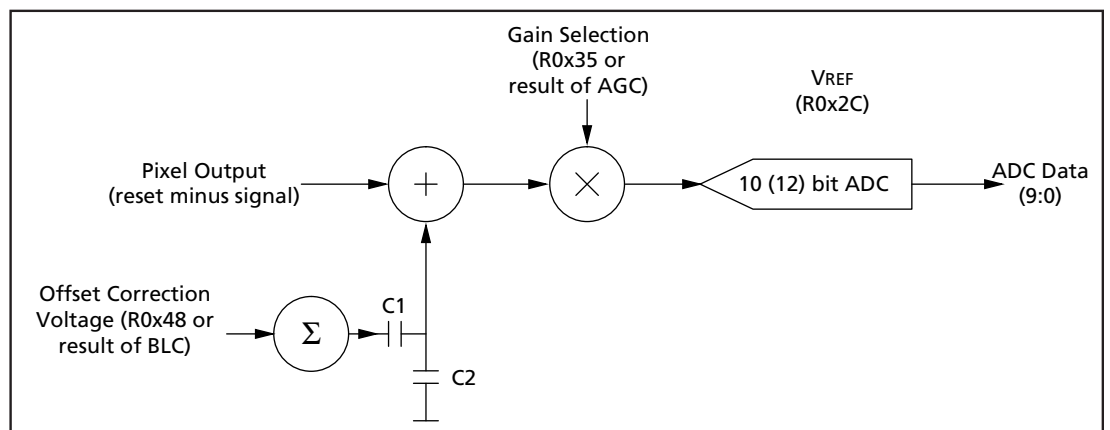 Gain Selection
(R0x35 or
result of AGC)
VREF
(R0x2C)
Pixel Output
(reset minus signal)
+
×
10 (12) bit ADC
ADC Data
(9:0)
Offset Correction
Voltage (R0x48 or
result of BLC)
Σ
C1
C2